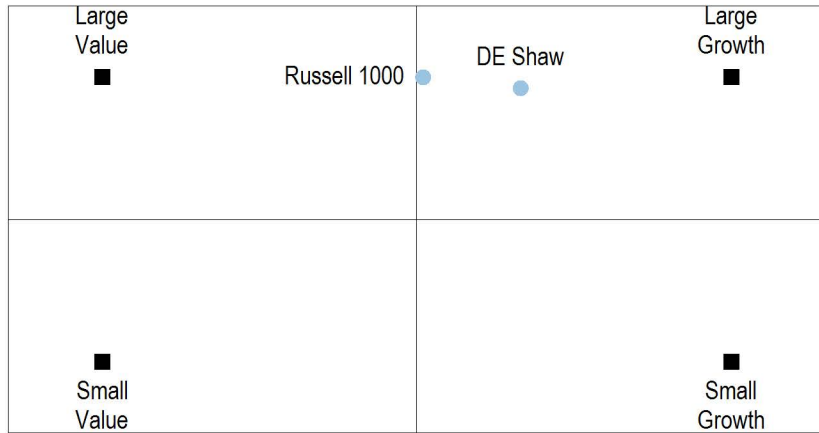 Large
Value
Large
Growth
Russell 1000
DE Shaw
Small
Value
Small
Growth